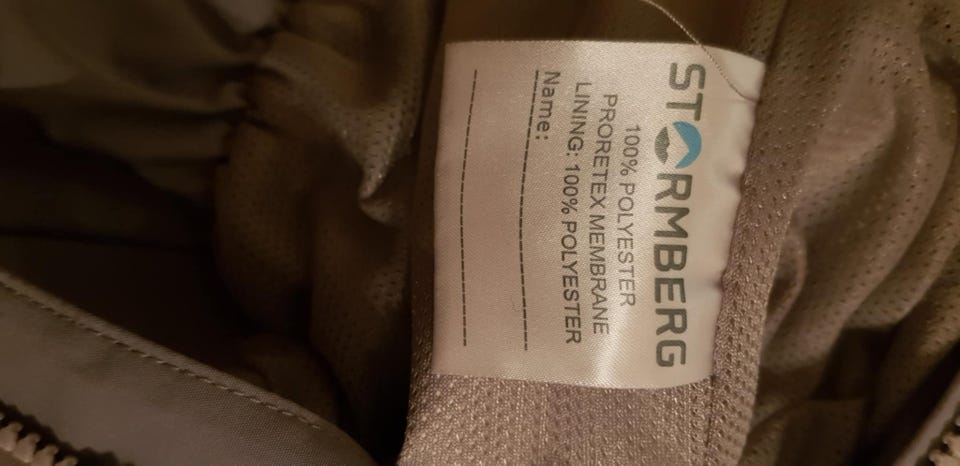 STORMBERG
100% POLYESTER
PRORETEX MEMBRANE
LINING: 100% POLYESTER
Name: